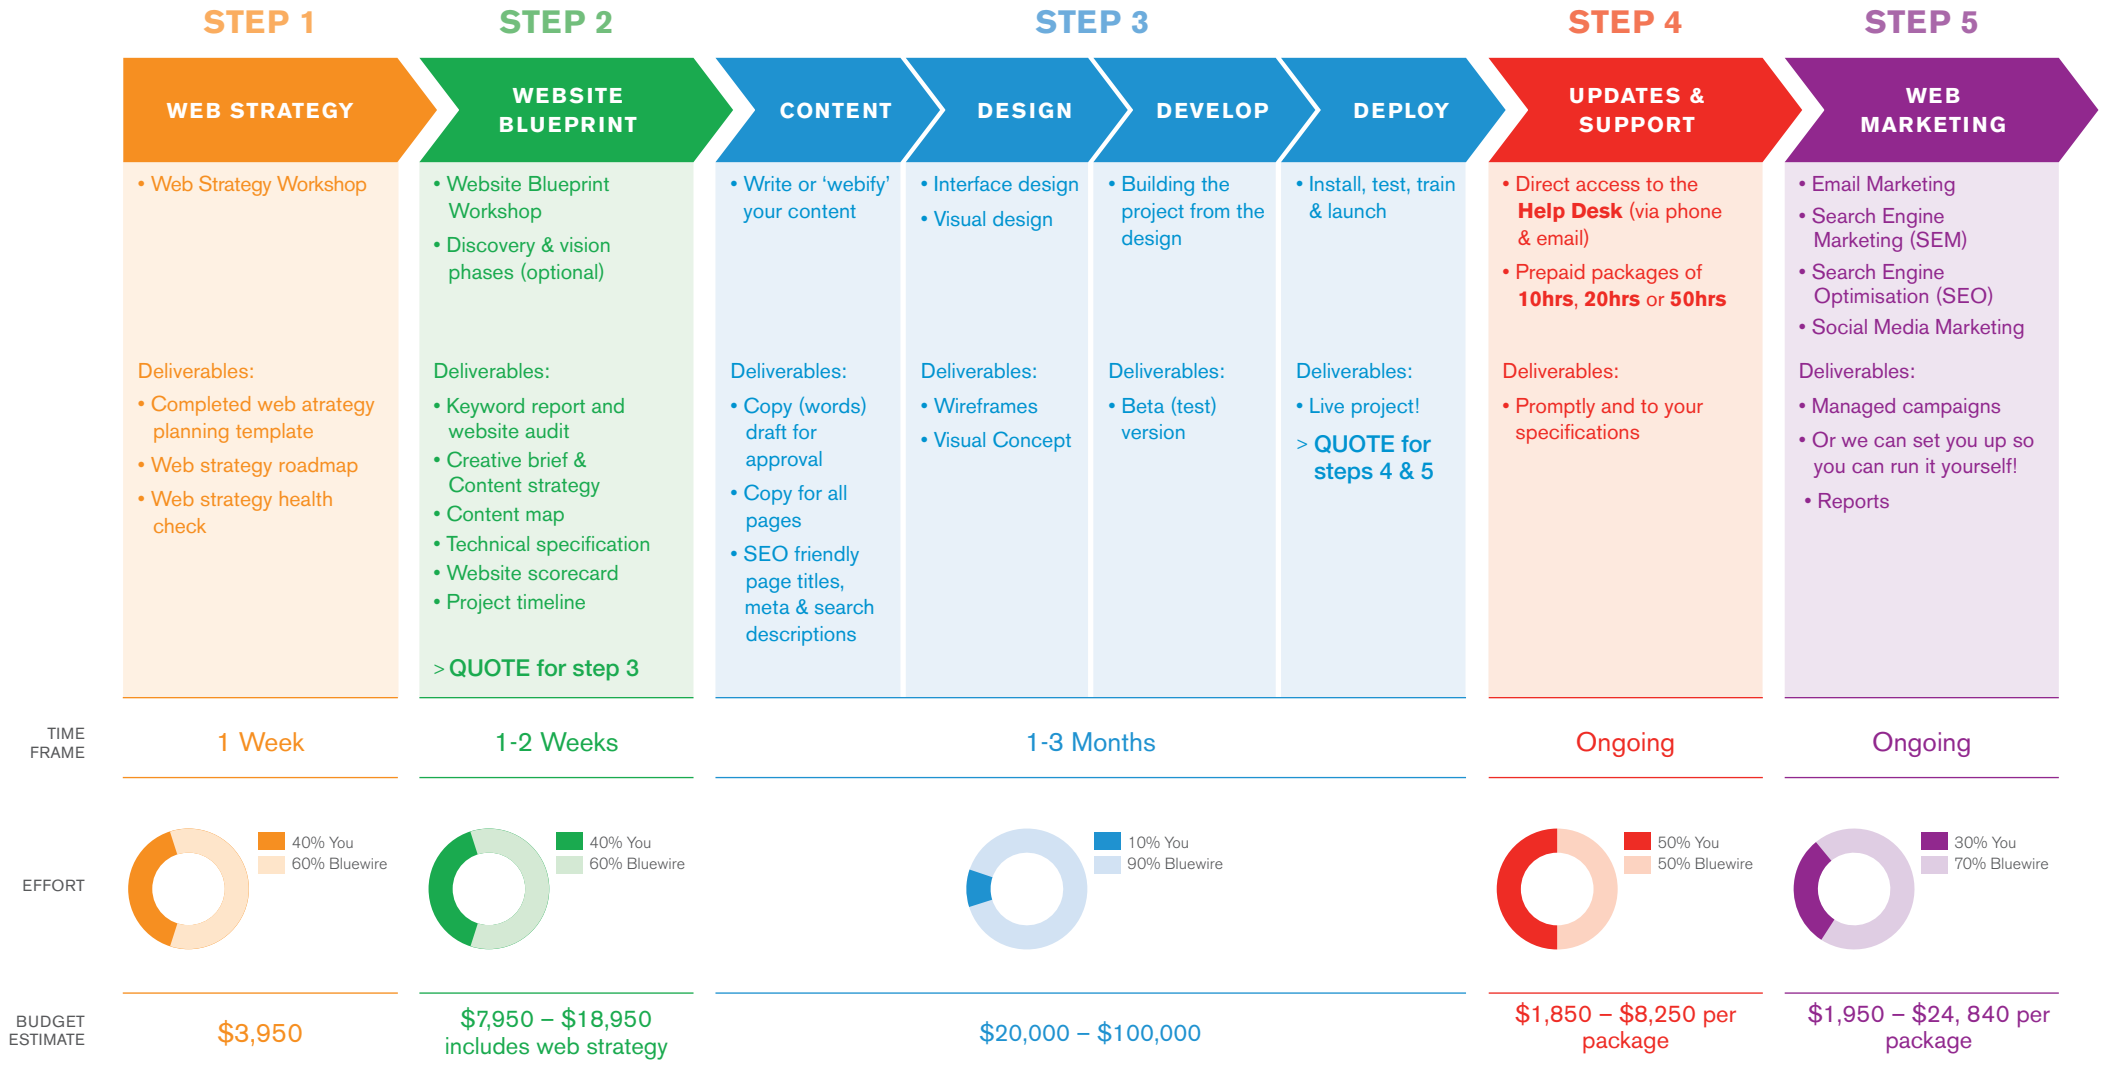 STEP 1
WEB STRATEGY
• Web Strategy Workshop
Deliverables:
• Completed web atrategy
planning template
• Web strategy roadmap
• Web strategy health
check
STEP 2
WEBSITE
BLUEPRINT
• Website Blueprint
Workshop
• Discovery & vision
phases (optional)
Deliverables:
• Keyword report and
website audit
• Creative brief &
Content strategy
• Content map
• Technical specification
• Website scorecard
• Project timeline
> QUOTE for step 3
STEP 3
CONTENT
• Write or ‘webify’
your content
Deliverables:
• Copy (words)
draft for
approval
• Copy for all
pages
• SEO friendly
page titles,
meta & search
descriptions
DESIGN
• Interface design
• Visual design
Deliverables:
• Wireframes
• Visual Concept
DEVELOP
• Building the
project from the
design
Deliverables:
• Beta (test)
version
DEPLOY
• Install, test, train
& launch
Deliverables:
• Live project!
> QUOTE for
steps 4 & 5
STEP 4
UPDATES &
SUPPORT
• Direct access to the
Help Desk (via phone
& email)
• Prepaid packages of
10hrs, 20hrs or 50hrs
Deliverables:
• Promptly and to your
specifications
STEP 5
WEB
MARKETING
• Email Marketing
• Search Engine
Marketing (SEM)
• Search Engine
Optimisation (SEO)
• Social Media Marketing
Deliverables:
• Managed campaigns
• Or we can set you up so
you can run it yourself!
• Reports
TIME
FRAME
1 Week
1-2 Weeks
1-3 Months
Ongoing
Ongoing
EFFORT
40% You
60% Bluewire
40% You
60% Bluewire
10% You
90% Bluewire
50% You
50% Bluewire
30% You
70% Bluewire
BUDGET
ESTIMATE
$3,950
$7,950 – $18,950
includes web strategy
$20,000 – $100,000
$1,850 – $8,250 per
package
$1,950 – $24, 840 per
package